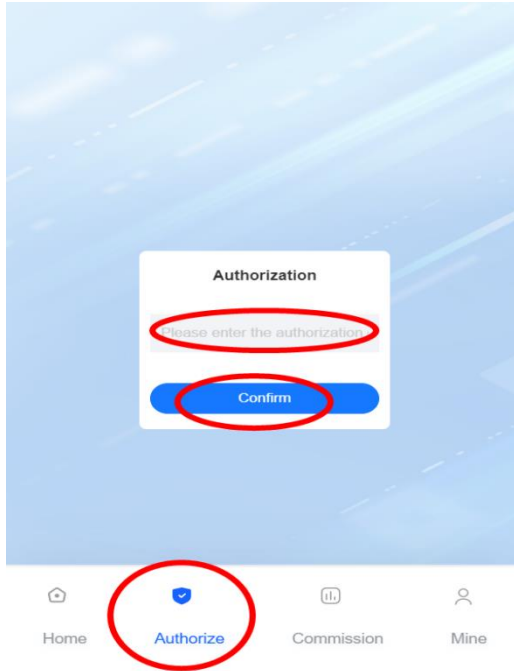 Authorization
Please enter the authorization
Confirm
Home Authorize Commission Mine